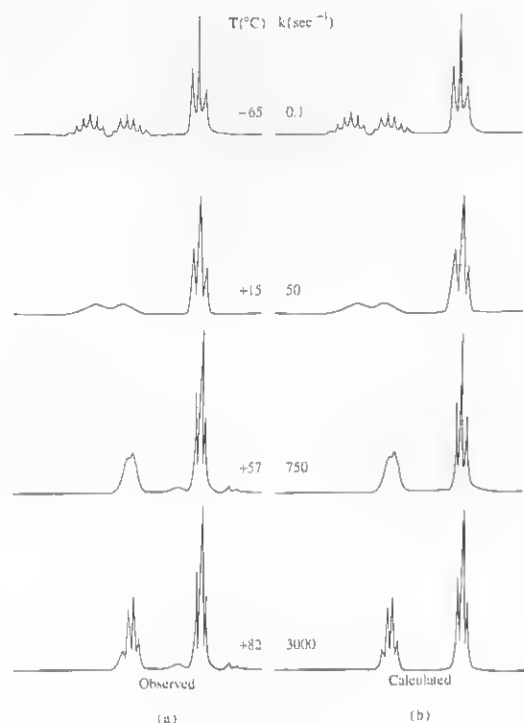 T(°C) k(sec⁻¹)
−65 0.1
+15 50
+57 750
+82 3000
Observed Calculated
(a) (b)